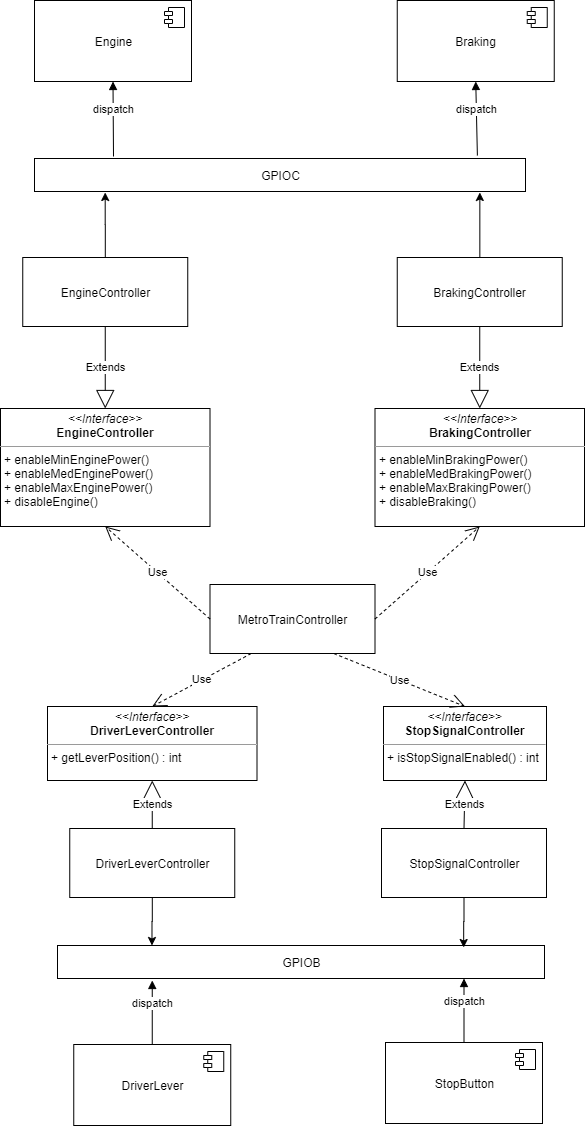 Engine
Braking
dispatch
dispatch
GPIOC
EngineController
BrakingController
Extends
Extends
<<Interface>>
EngineController
+ enableMinEnginePower()
+ enableMedEnginePower()
+ enableMaxEnginePower()
+ disableEngine()
<<Interface>>
BrakingController
+ enableMinBrakingPower()
+ enableMedBrakingPower()
+ enableMaxBrakingPower()
+ disableBraking()
Use
Use
MetroTrainController
Use
Use
<<Interface>>
DriverLeverController
+ getLeverPosition() : int
<<Interface>>
StopSignalController
+ isStopSignalEnabled() : int
Extends
Extends
DriverLeverController
StopSignalController
GPIOB
dispatch
dispatch
DriverLever
StopButton